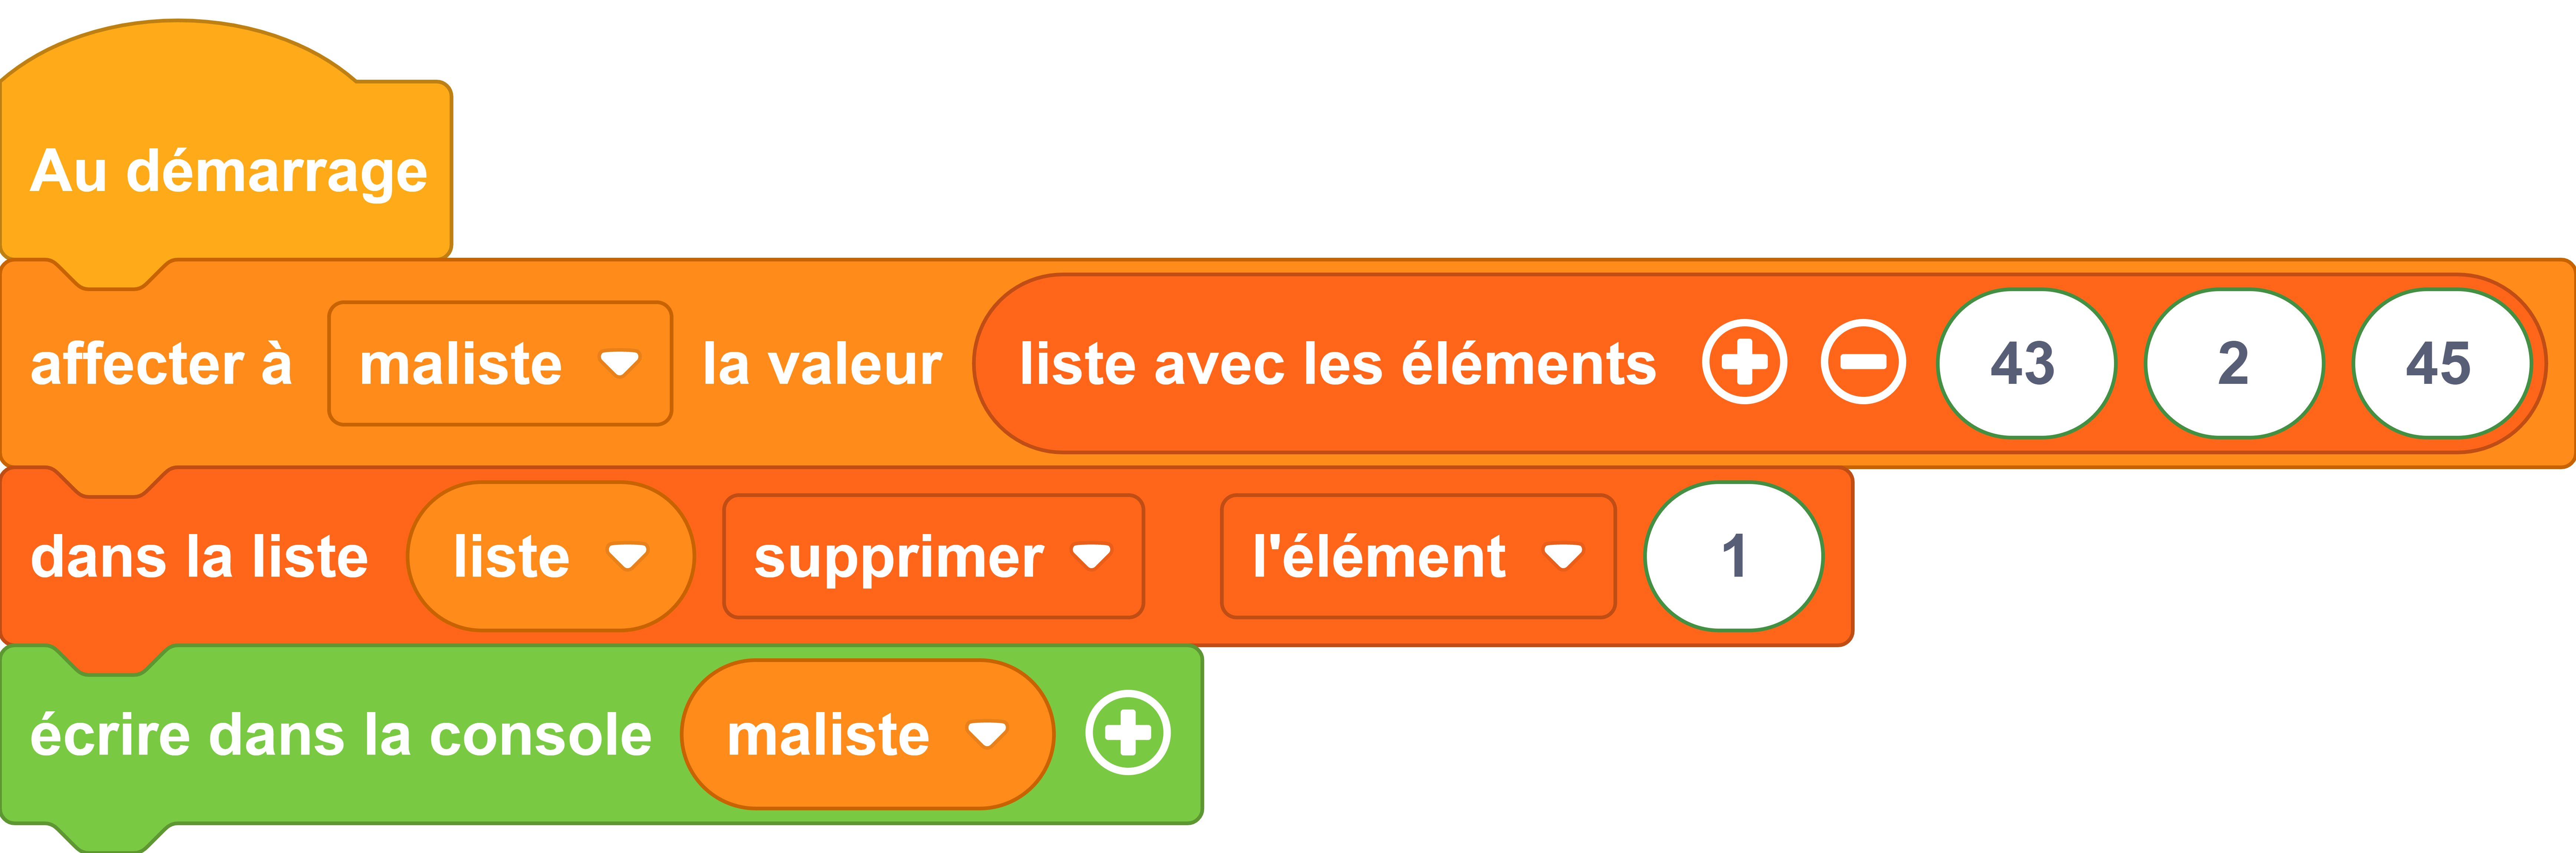 Au démarrage
affecter à maliste la valeur liste avec les éléments 43 2 45
dans la liste liste supprimer l'élément 1
écrire dans la console maliste